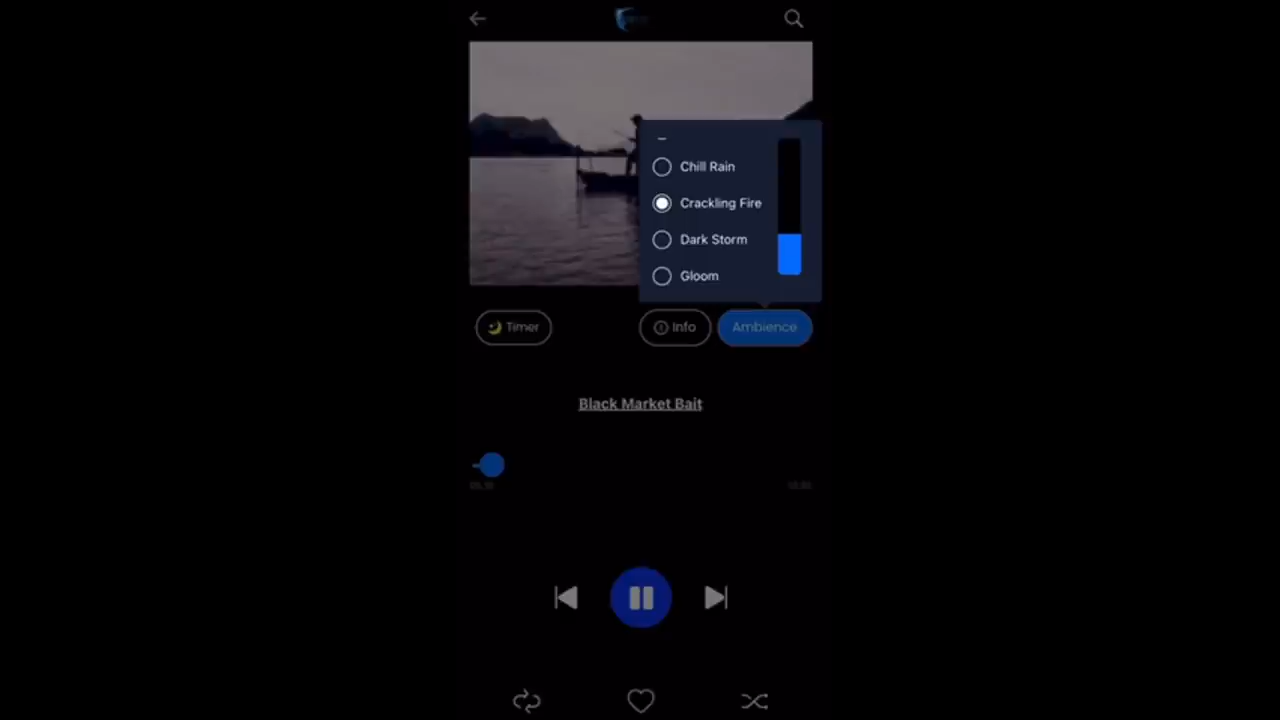 Chill Rain
Crackling Fire
Dark Storm
Gloom
Timer
Info
Ambience
Black Market Bait